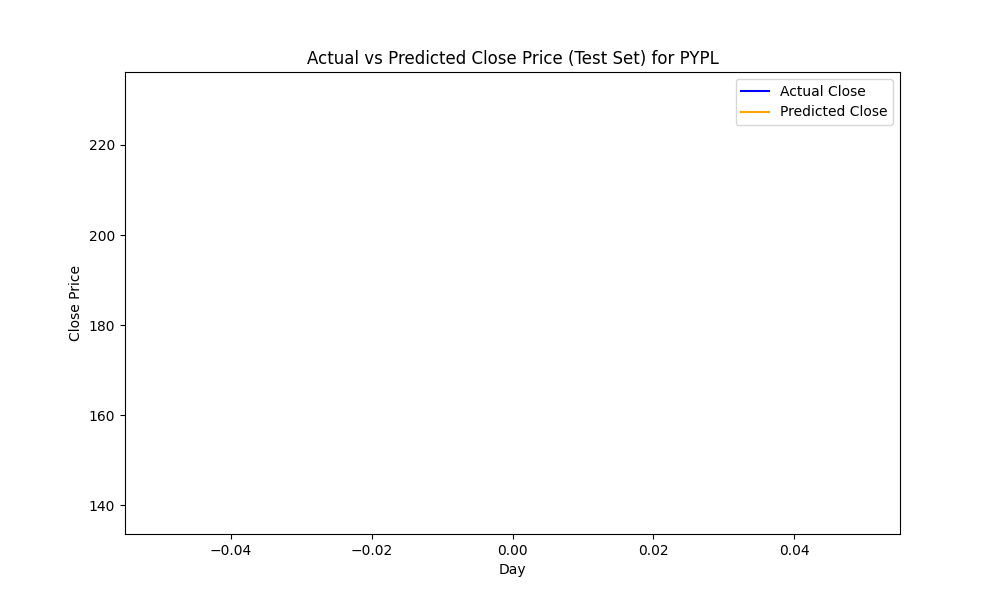 Actual vs Predicted Close Price (Test Set) for PYPL
Actual Close
Predicted Close
Close Price
220
200
180
160
140
−0.04 −0.02 0.00 0.02 0.04
Day